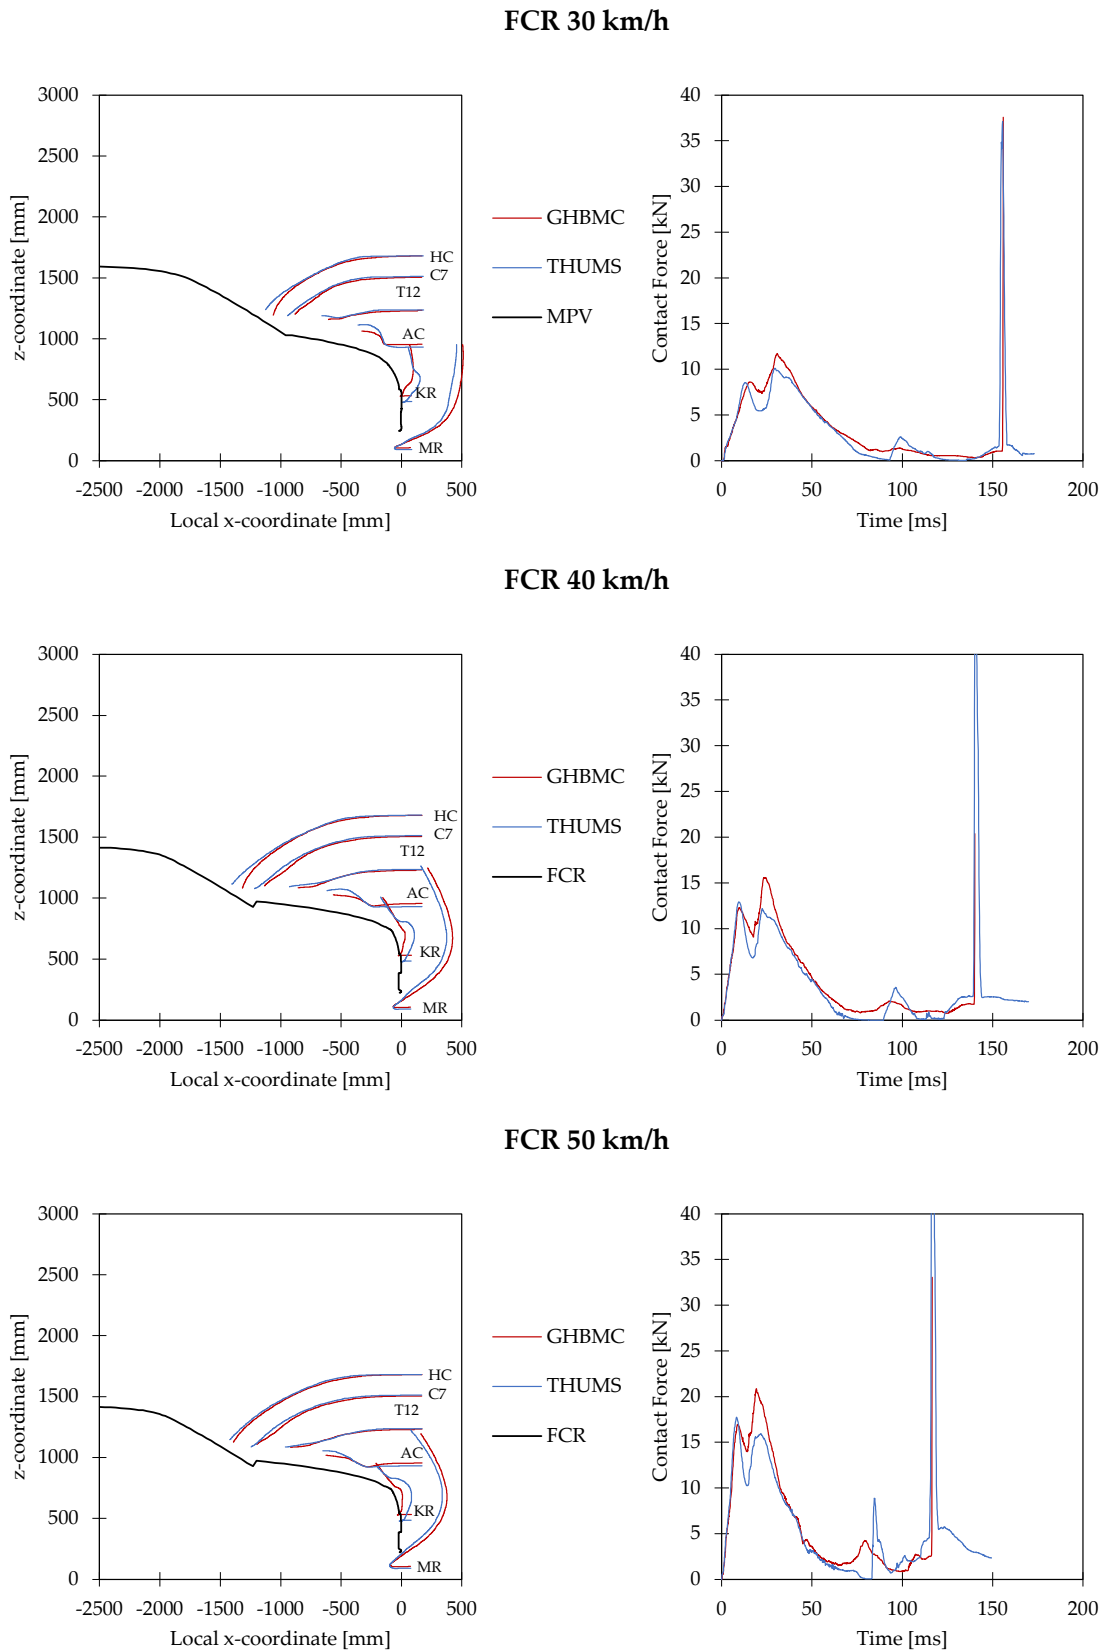 FCR 30 km/h
3000
2500
2000
1500
1000
500
0
z-coordinate [mm]
-2500 -2000 -1500 -1000 -500 0 500
Local x-coordinate [mm]
HC
C7
T12
AC
KR
MR
GHBMC
THUMS
MPV
40
35
30
25
20
15
10
5
0
Contact Force [kN]
0 50 100 150 200
Time [ms]
FCR 40 km/h
3000
2500
2000
1500
1000
500
0
z-coordinate [mm]
-2500 -2000 -1500 -1000 -500 0 500
Local x-coordinate [mm]
HC
C7
T12
AC
KR
MR
GHBMC
THUMS
FCR
40
35
30
25
20
15
10
5
0
Contact Force [kN]
0 50 100 150 200
Time [ms]
FCR 50 km/h
3000
2500
2000
1500
1000
500
0
z-coordinate [mm]
-2500 -2000 -1500 -1000 -500 0 500
Local x-coordinate [mm]
HC
C7
T12
AC
KR
MR
GHBMC
THUMS
FCR
40
35
30
25
20
15
10
5
0
Contact Force [kN]
0 50 100 150 200
Time [ms]